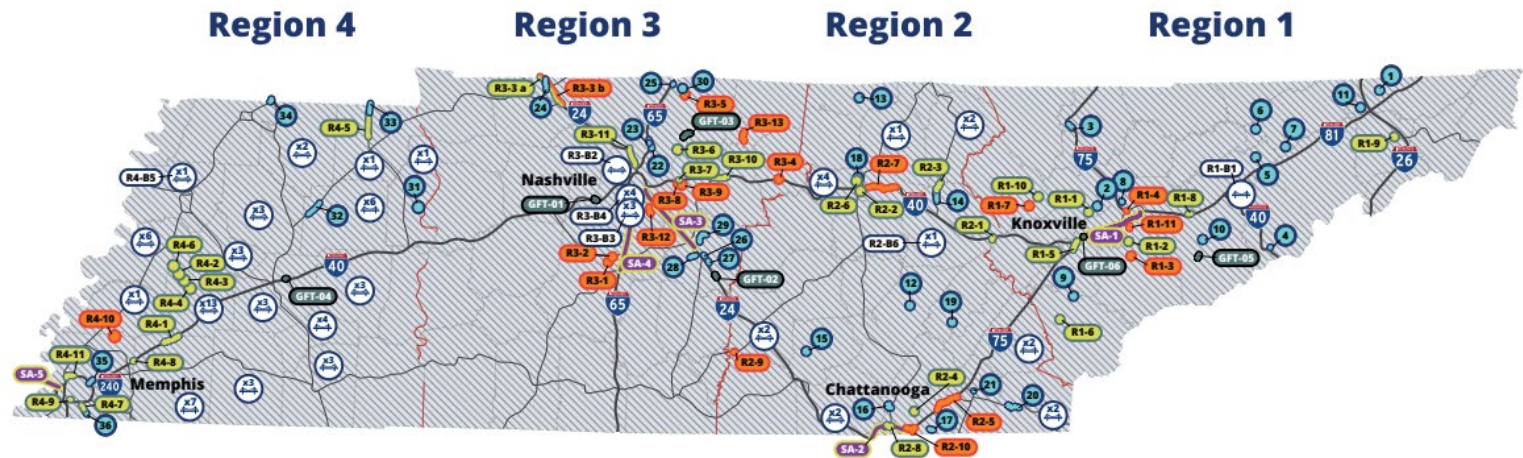 Region 4
Region 3
Region 2
Region 1
34
R4-5
33
x2
x1
x1
R4-B5
x1
31
x3
32
x6
x6
R4-6
R4-2
x3
R4-3
R4-4
40
x1
x13
x3
GFT-04
x3
R4-10
R4-1
x4
R4-11
35
R4-8
x3
SA-5
240
Memphis
x3
R4-9
R4-7
x7
36
R3-3 a
R3-3 b
24
24
25
30
R3-5
65
GFT-03
R3-13
R3-11
23
R3-B2
22
R3-6
R3-10
R3-4
R3-7
R3-9
Nashville
GFT-01
x4
x3
R3-8
R3-B4
SA-3
R3-B3
R3-12
29
26
R3-2
SA-4
28
27
R3-1
GFT-02
65
24
x2
R2-9
13
x1
x2
18
R2-7
R2-3
x4
R2-6
R2-2
40
14
R2-1
R2-B6
x1
12
19
15
75
x2
Chattanooga
R2-4
21
20
x2
x2
16
17
R2-5
SA-2
R2-8
R2-10
1
11
6
7
81
R1-9
26
3
75
R1-B1
5
R1-10
R1-1
2
8
R1-4
R1-8
R1-7
Knoxville
SA-1
R1-11
40
10
4
R1-2
R1-5
GFT-06
R1-3
GFT-05
9
R1-6